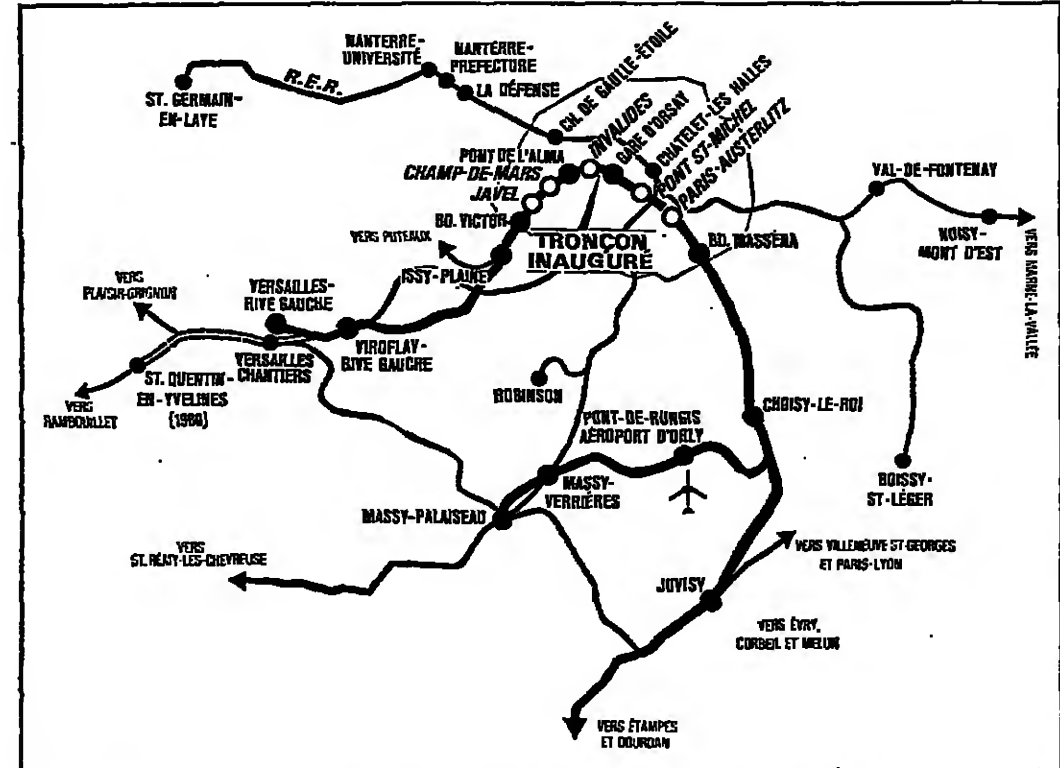 NANTERRE-
UNIVERSITÉ
NANTERRE-
PREFECTURE
LA DÉFENSE
R.E.R.
ST. GERMAIN-
EN-LAYE
CH. DE GAULLE-ÉTOILE
INVALIDES
GARE D'ORSAY
CHATELET-LES HALLES
PONT ST-MICHEL
PARIS-AUSTERLITZ
PONT DE L'ALMA
CHAMP-DE-MARS
JAVEL
BD. VICTOR
VERS PUTEAUX
TRONÇON
INAUGURÉ
ISSY-PLAINE
BD. MASSÉNA
VAL-DE-FONTENAY
NOISY-
MONT D'EST
VERS MARNE-LA-VALLÉE
VERS
PLAISIR-GRIGNON
VERSAILLES-
RIVE GAUCHE
VIROFLAY-
RIVE GAUCHE
VERSAILLES
CHANTIERS
ST. QUENTIN-
EN-YVELINES
(1980)
VERS
RAMBOUILLET
ROBINSON
CHOISY-LE-ROI
PONT-DE-RUNGIS
AÉROPORT D'ORLY
BOISSY-
ST-LÉGER
MASSY-
VERRIÈRES
MASSY-PALAISEAU
VERS
ST. RÉMY-LES-CHEVREUSE
VERS VILLENEUVE ST-GEORGES
ET PARIS-LYON
JUVISY
VERS ÉVRY,
CORBEIL ET MELUN
VERS ÉTAMPES
ET DOURDAN